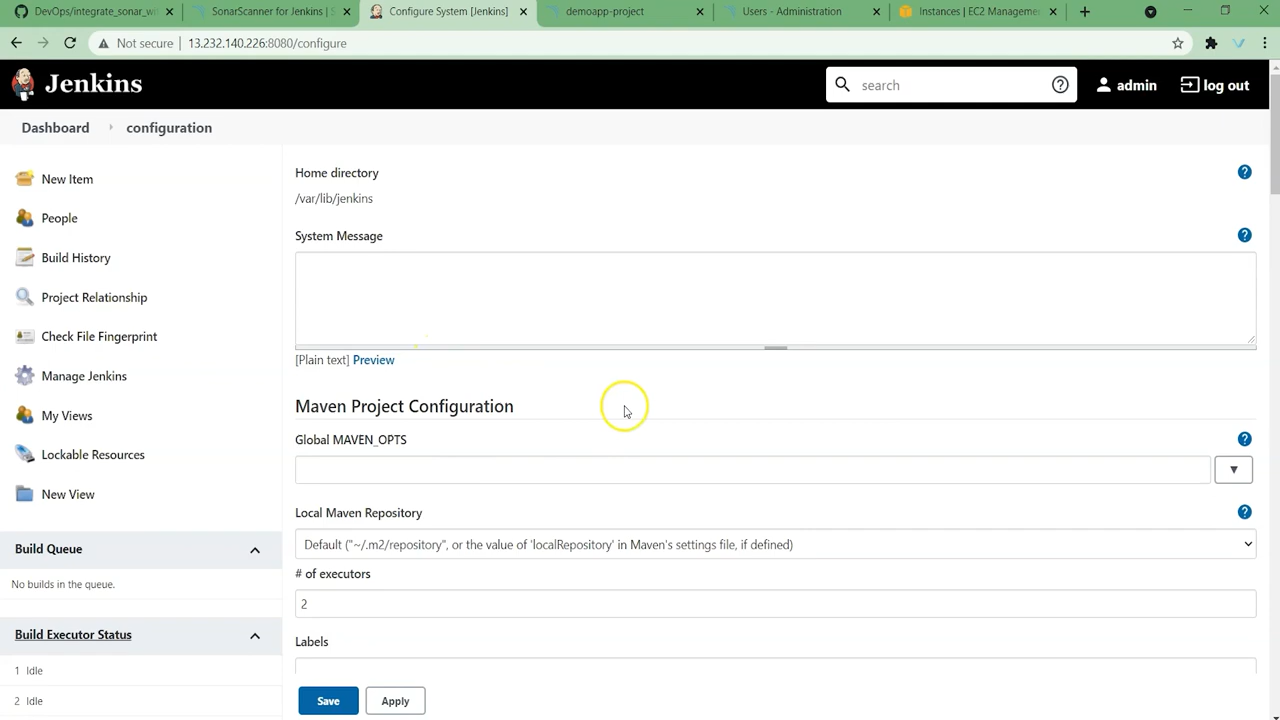 DevOps/integrate_sonar_wi
SonarScanner for Jenkins | S
Configure System [Jenkins]
demoapp-project
Users - Administration
Instances | EC2 Manageme
Not secure | 13.232.140.226:8080/configure
Jenkins
search
admin
log out
Dashboard
configuration
New Item
People
Build History
Project Relationship
Check File Fingerprint
Manage Jenkins
My Views
Lockable Resources
New View
Build Queue
No builds in the queue.
Build Executor Status
1 Idle
2 Idle
Home directory
/var/lib/jenkins
System Message
[Plain text] Preview
Maven Project Configuration
Global MAVEN_OPTS
Local Maven Repository
Default ("~/.m2/repository", or the value of 'localRepository' in Maven's settings file, if defined)
# of executors
2
Labels
Save
Apply